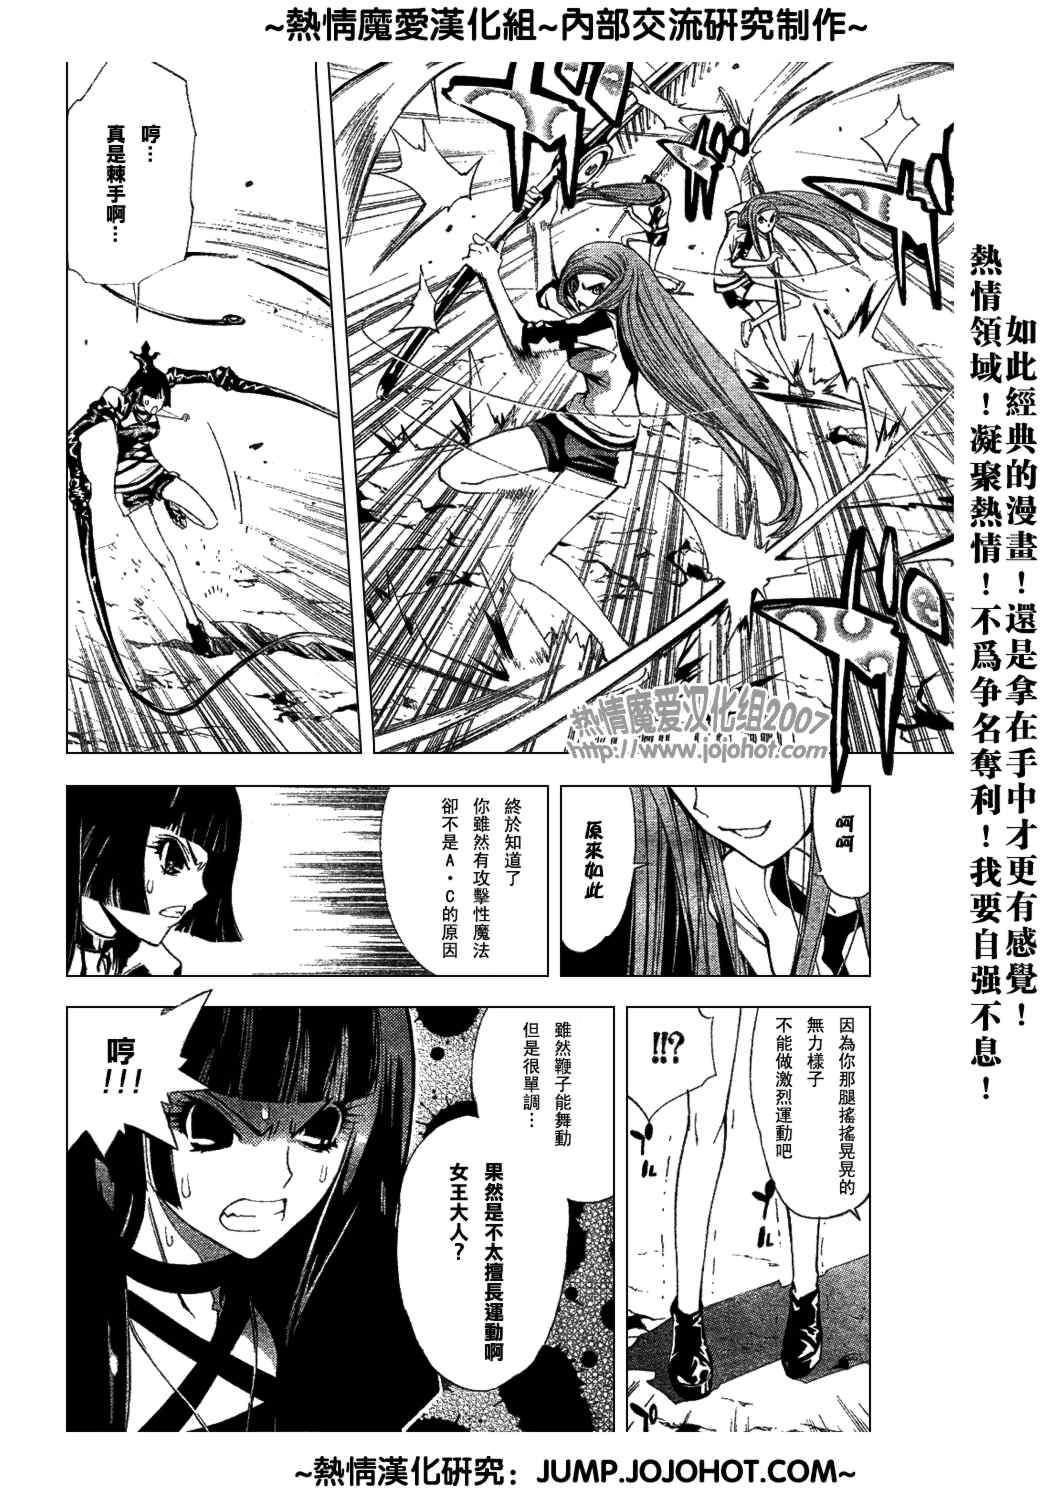 ~熱情魔愛漢化組~內部交流研究制作~
哼…
真是棘手啊…
熱情魔爱汉化组2007
http://www.jojohot.com
如此經典的漫畫！還是拿在手中才更有感覺！
熱情領域！凝聚熱情！不爲争名奪利！我要自强不息！
呵呵
原來如此
終於知道了
你雖然有攻擊性魔法
卻不是A・C的原因
因為你那腿搖搖晃晃的
無力樣子
不能做激烈運動吧
!!?
雖然鞭子能舞動
但是很單調…
果然是不太擅長運動啊
女王大人？
哼
!!!
~熱情漢化研究：JUMP.JOJOHOT.COM~